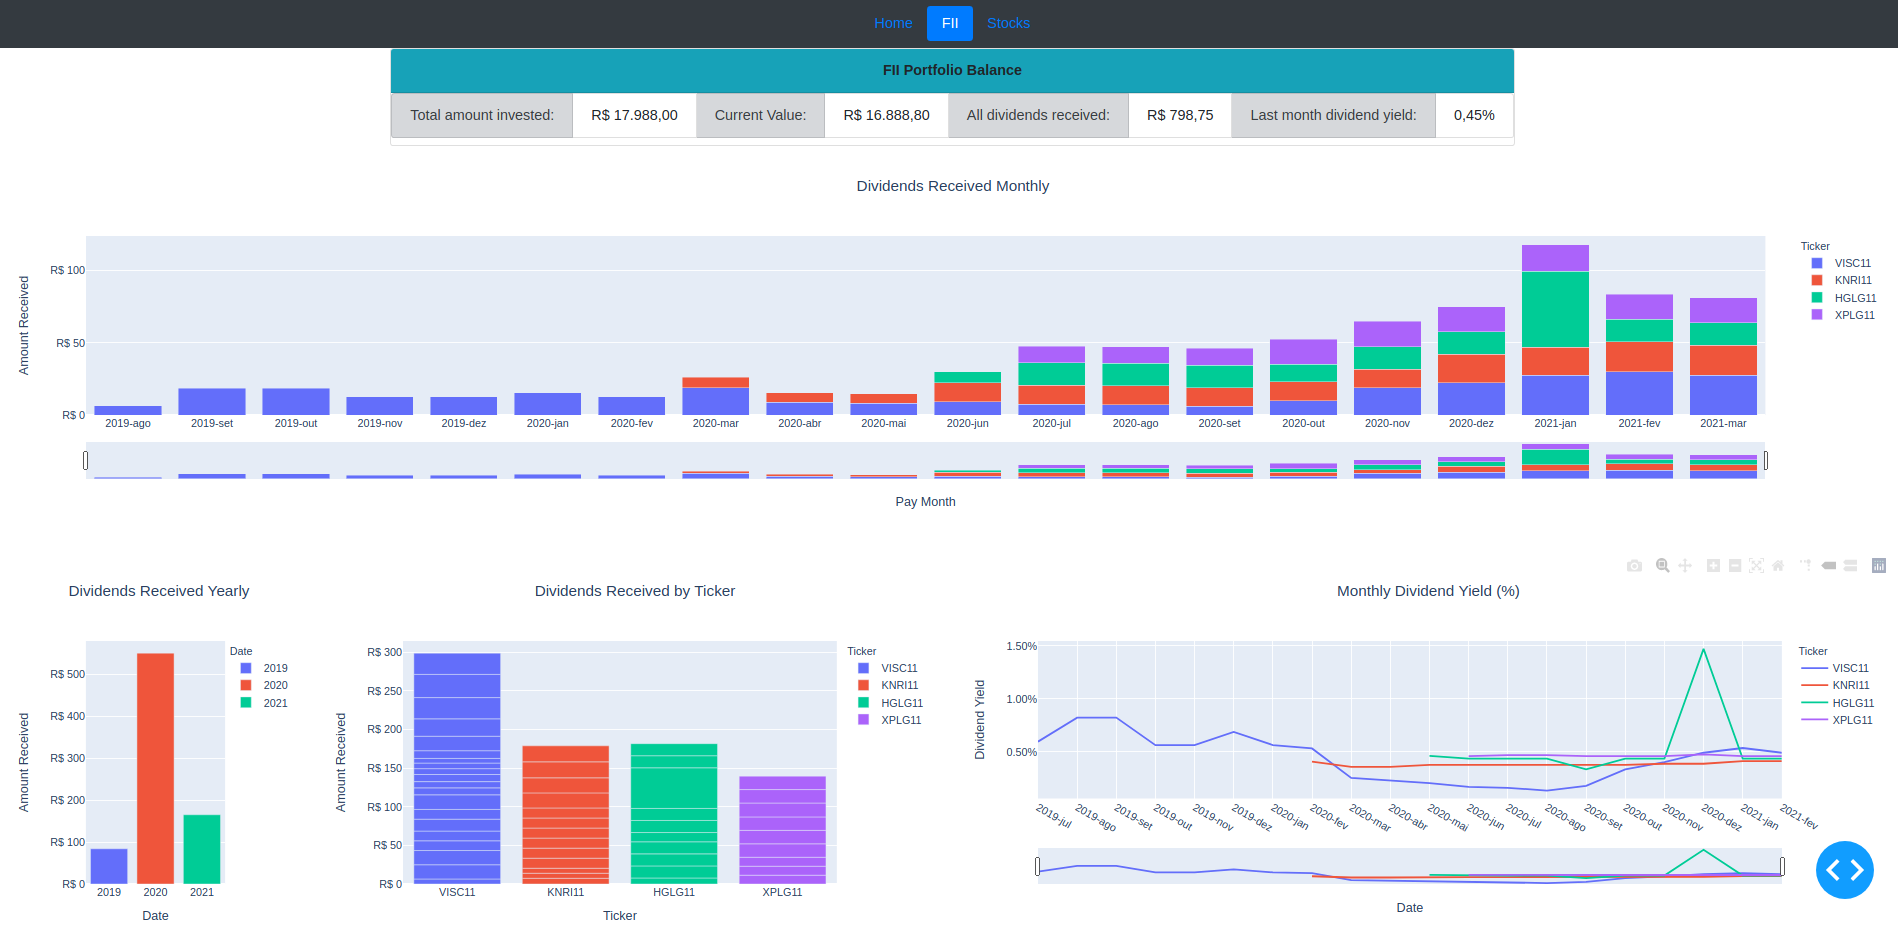 Home FII Stocks
FII Portfolio Balance
Total amount invested: R$ 17.988,00 Current Value: R$ 16.888,80 All dividends received: R$ 798,75 Last month dividend yield: 0,45%
Dividends Received Monthly
Amount Received
R$ 100
R$ 50
R$ 0
2019-ago 2019-set 2019-out 2019-nov 2019-dez 2020-jan 2020-fev 2020-mar 2020-abr 2020-mai 2020-jun 2020-jul 2020-ago 2020-set 2020-out 2020-nov 2020-dez 2021-jan 2021-fev 2021-mar
Pay Month
Ticker
VISC11
KNRI11
HGLG11
XPLG11
Dividends Received Yearly
Amount Received
R$ 500
R$ 400
R$ 300
R$ 200
R$ 100
R$ 0
2019 2020 2021
Date
Date
2019
2020
2021
Dividends Received by Ticker
Amount Received
R$ 300
R$ 250
R$ 200
R$ 150
R$ 100
R$ 50
R$ 0
VISC11 KNRI11 HGLG11 XPLG11
Ticker
Ticker
VISC11
KNRI11
HGLG11
XPLG11
Monthly Dividend Yield (%)
Dividend Yield
1.50%
1.00%
0.50%
2019-jul 2019-ago 2019-set 2019-out 2019-nov 2019-dez 2020-jan 2020-fev 2020-mar 2020-abr 2020-mai 2020-jun 2020-jul 2020-ago 2020-set 2020-out 2020-nov 2020-dez 2021-jan 2021-fev
Date
Ticker
VISC11
KNRI11
HGLG11
XPLG11